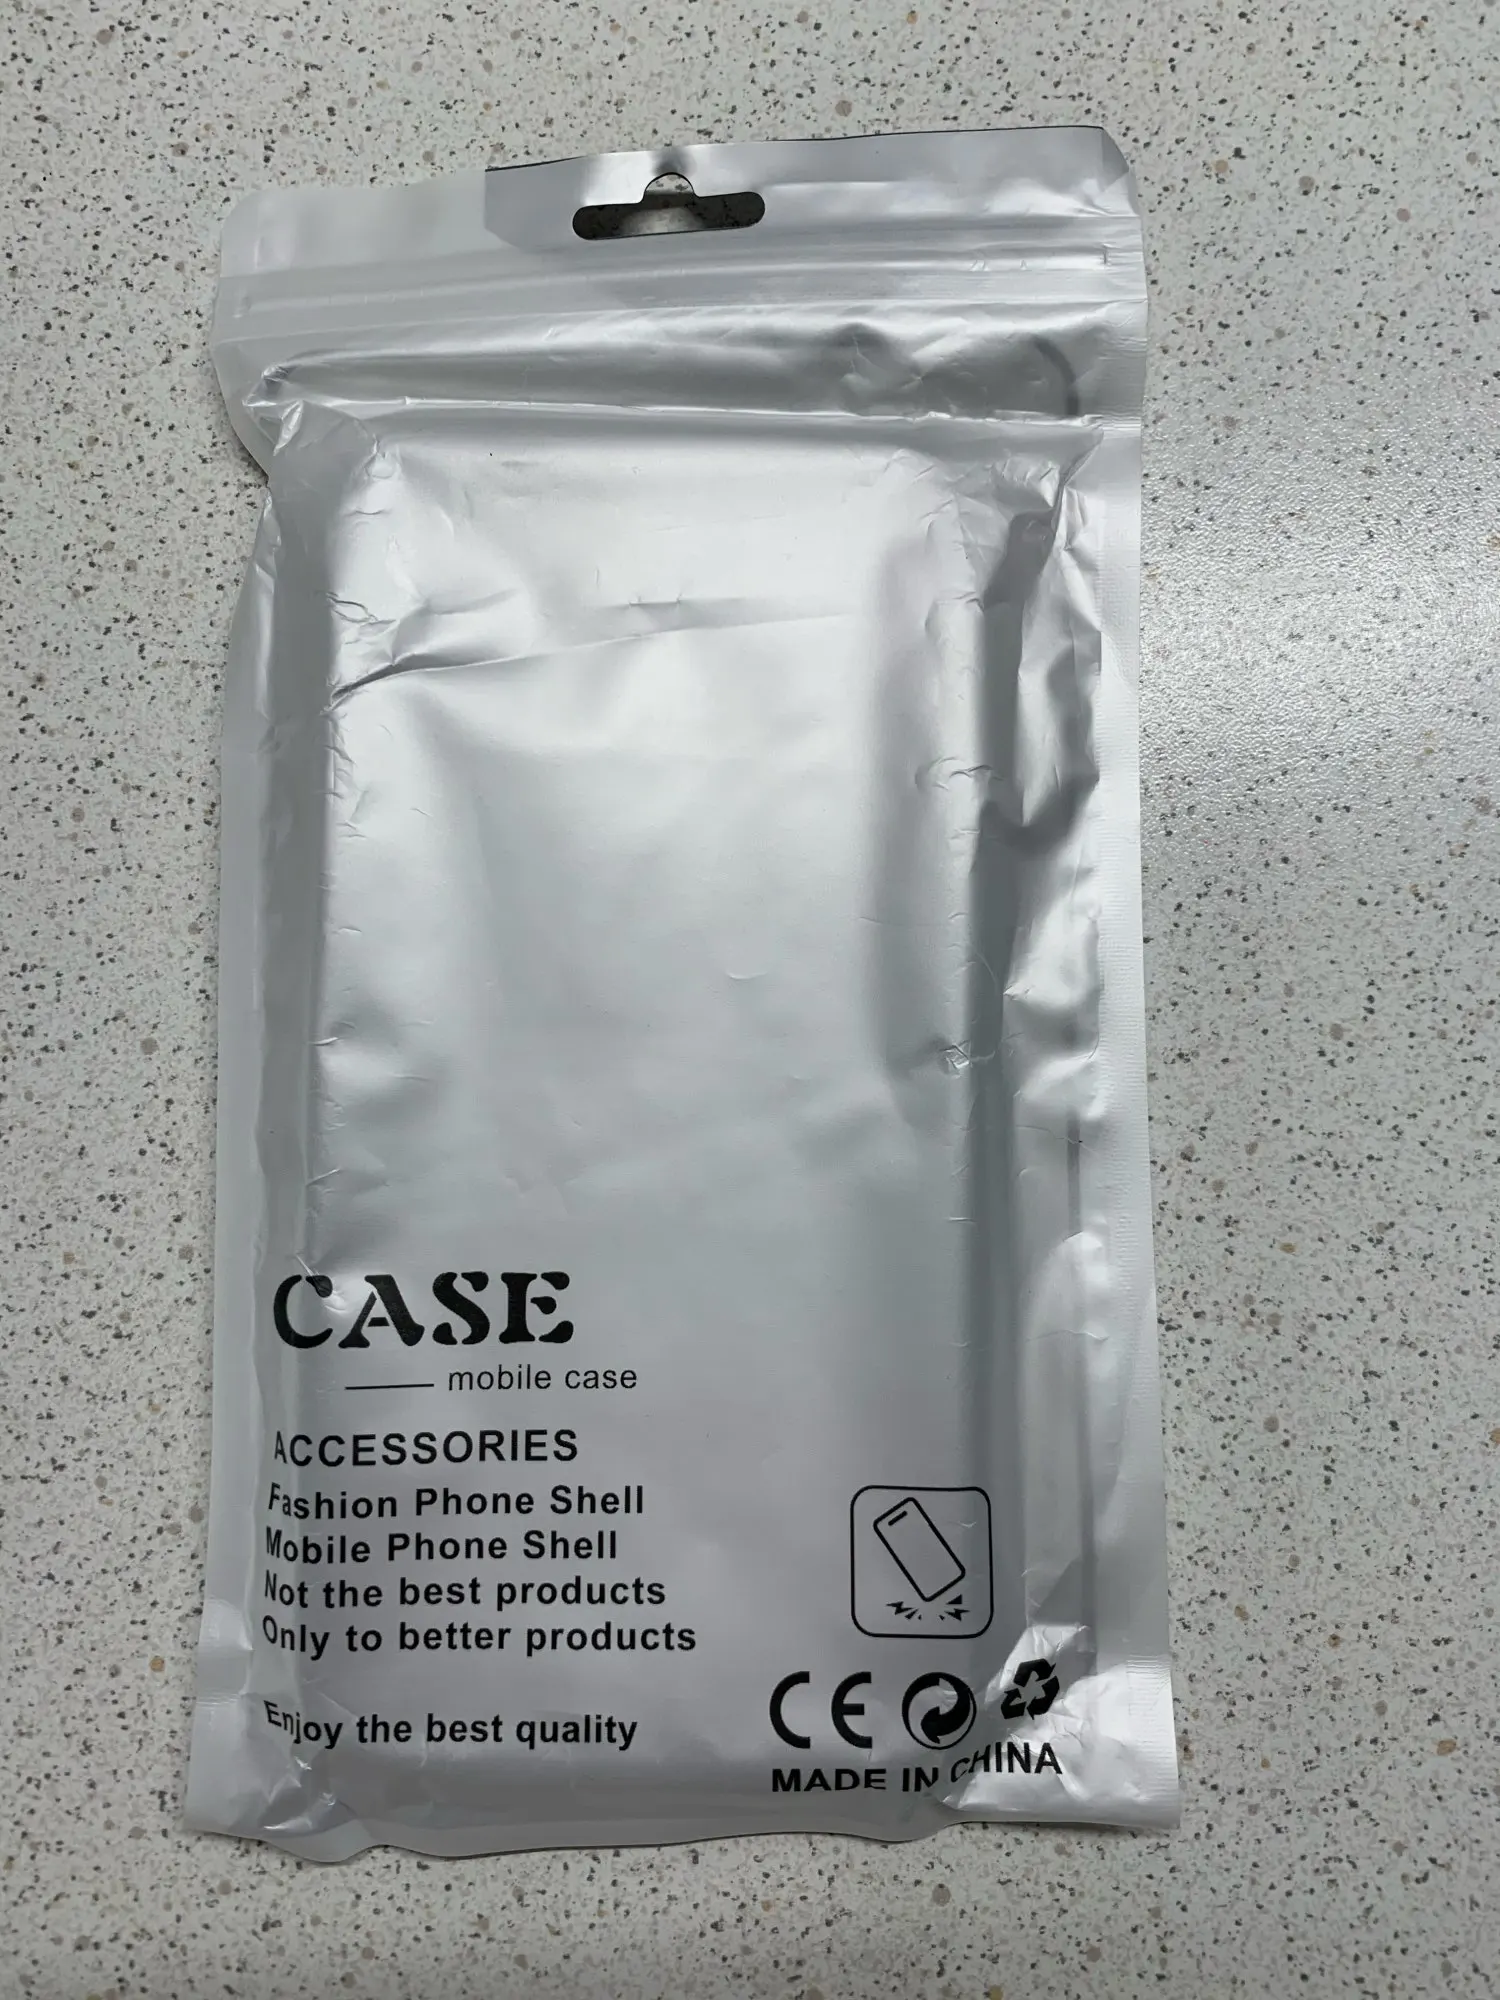 CASE
mobile case
ACCESSORIES
Fashion Phone Shell
Mobile Phone Shell
Not the best products
Only to better products
Enjoy the best quality
CE
MADE IN CHINA